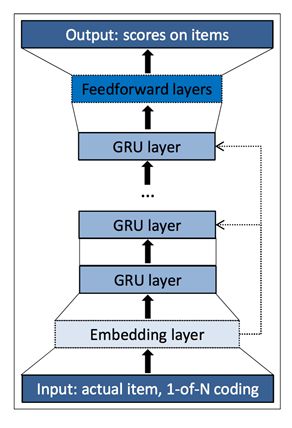 Output: scores on items
Feedforward layers
GRU layer
...
GRU layer
GRU layer
Embedding layer
Input: actual item, 1-of-N coding